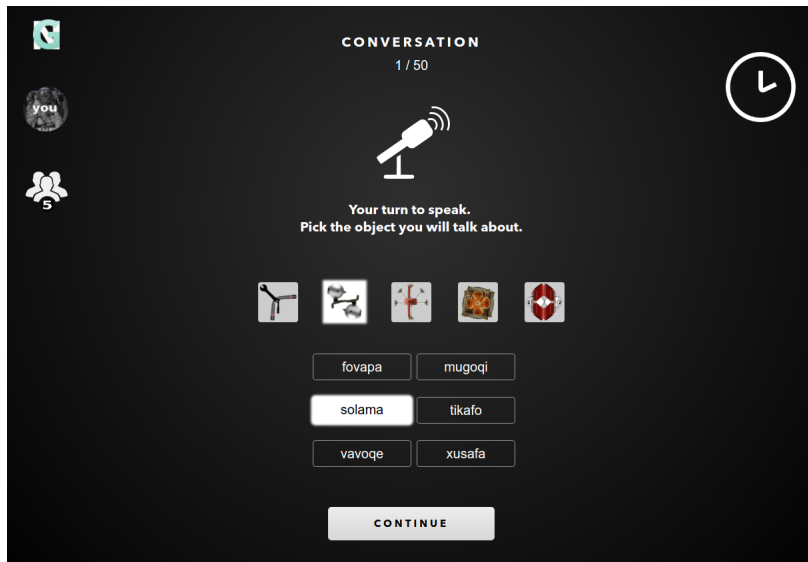 G
CONVERSATION
1 / 50
you
5
Your turn to speak.
Pick the object you will talk about.
fovapa mugoqi
solama tikafo
vavoqe xusafa
CONTINUE